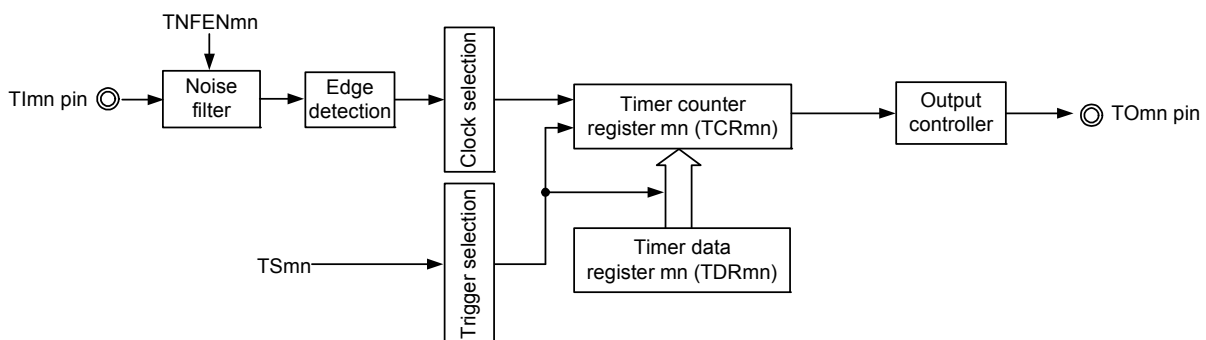 TNFENmn
TImn pin
Noise
filter
Edge
detection
Clock selection
Timer counter
register mn (TCRmn)
Output
controller
TOmn pin
TSmn
Trigger selection
Timer data
register mn (TDRmn)